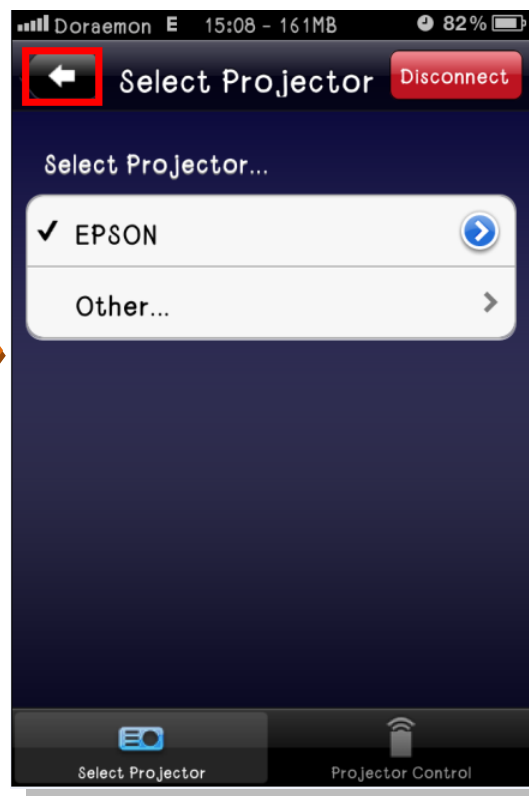 Doraemon E 15:08 - 161MB 82%
Select Projector Disconnect
Select Projector...
✓ EPSON
Other...
Select Projector Projector Control